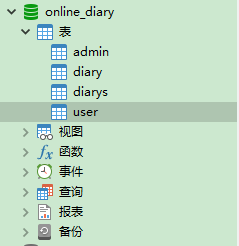 online_diary
表
admin
diary
diarys
user
视图
函数
事件
查询
报表
备份